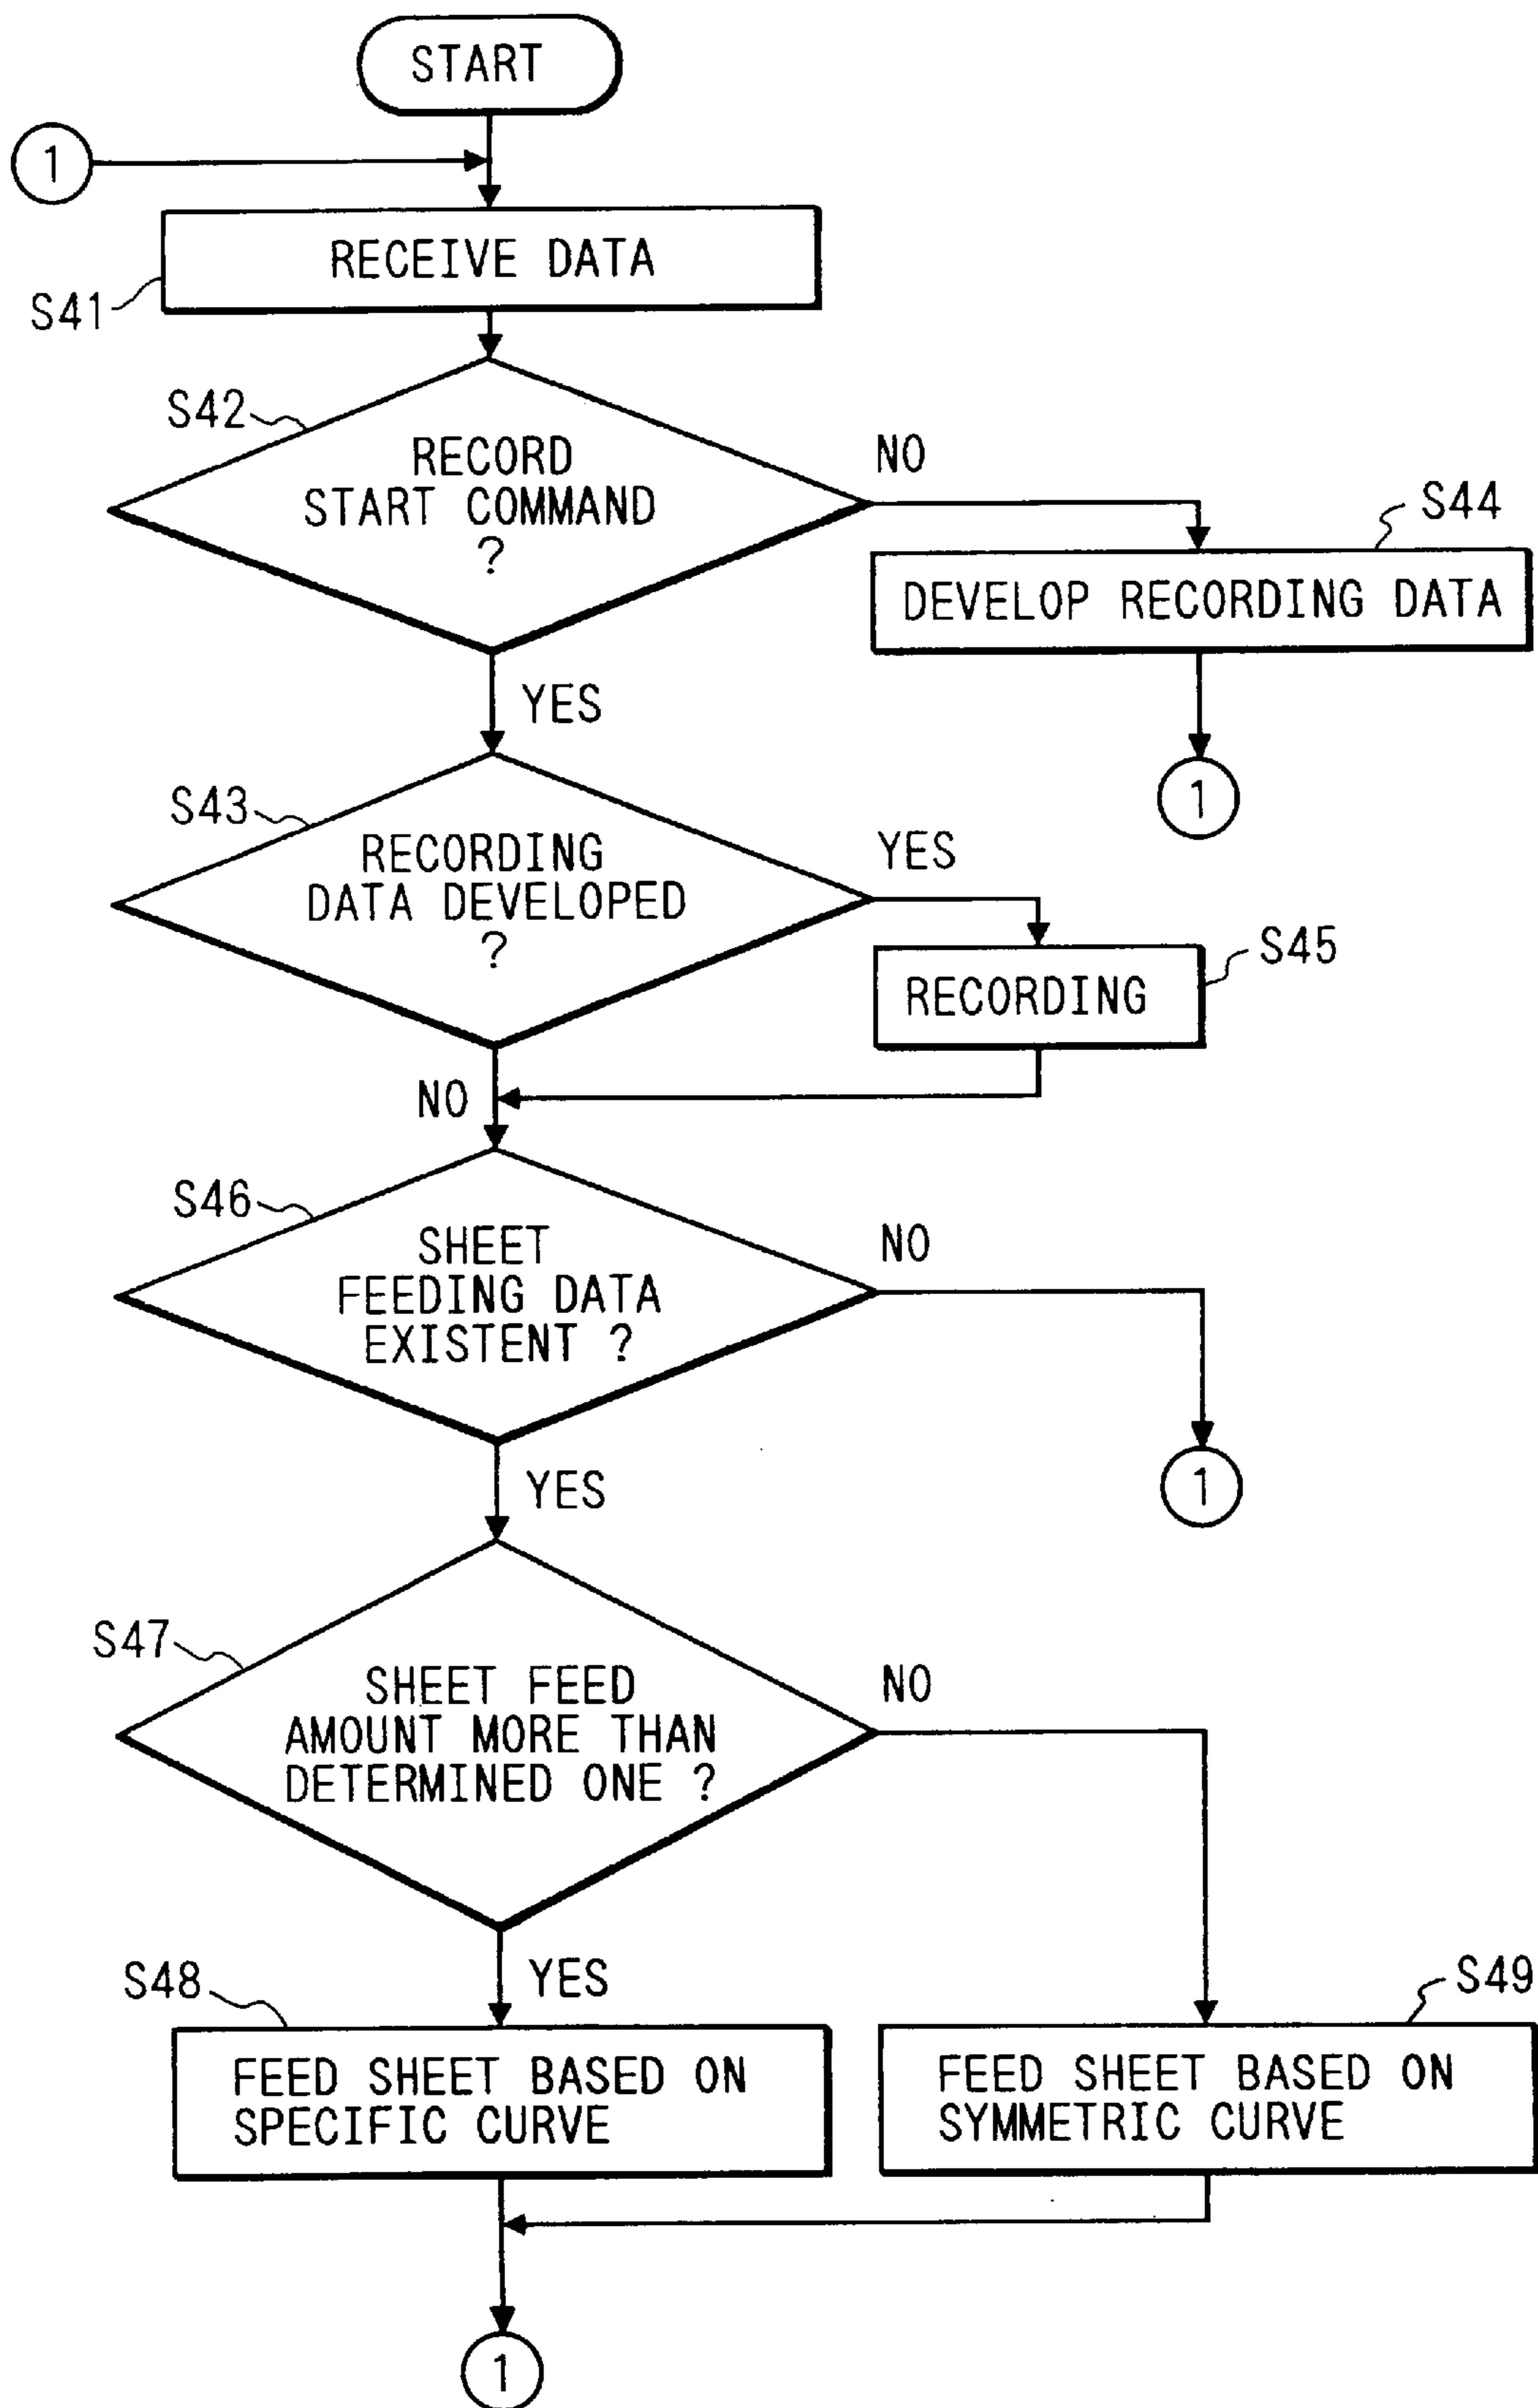 START
1
RECEIVE DATA
S41
S42
RECORD
START COMMAND
?
NO
S44
DEVELOP RECORDING DATA
1
YES
S43
RECORDING
DATA DEVELOPED
?
YES
S45
RECORDING
NO
S46
SHEET
FEEDING DATA
EXISTENT ?
NO
1
YES
S47
SHEET FEED
AMOUNT MORE THAN
DETERMINED ONE ?
NO
YES
S48
FEED SHEET BASED ON
SPECIFIC CURVE
S49
FEED SHEET BASED ON
SYMMETRIC CURVE
1